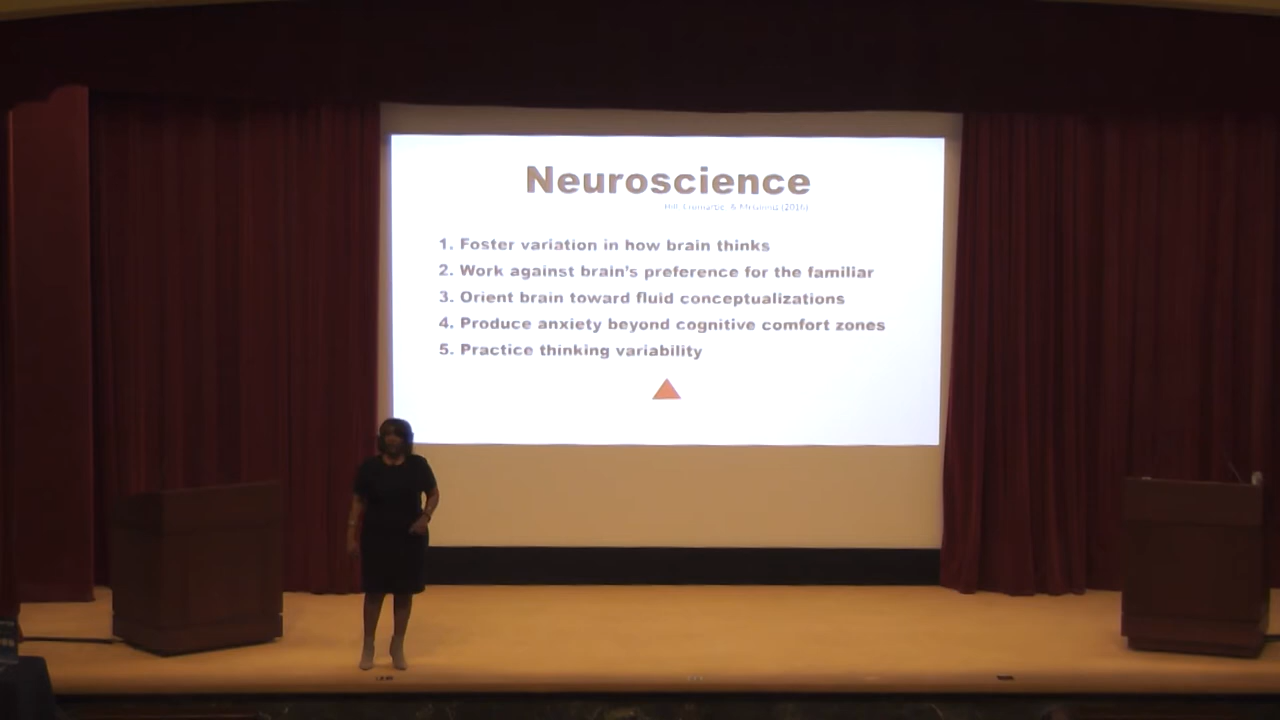 Neuroscience
(2016)
1. Foster variation in how brain thinks
2. Work against brain's preference for the familiar
3. Orient brain toward fluid conceptualizations
4. Produce anxiety beyond cognitive comfort zones
5. Practice thinking variability